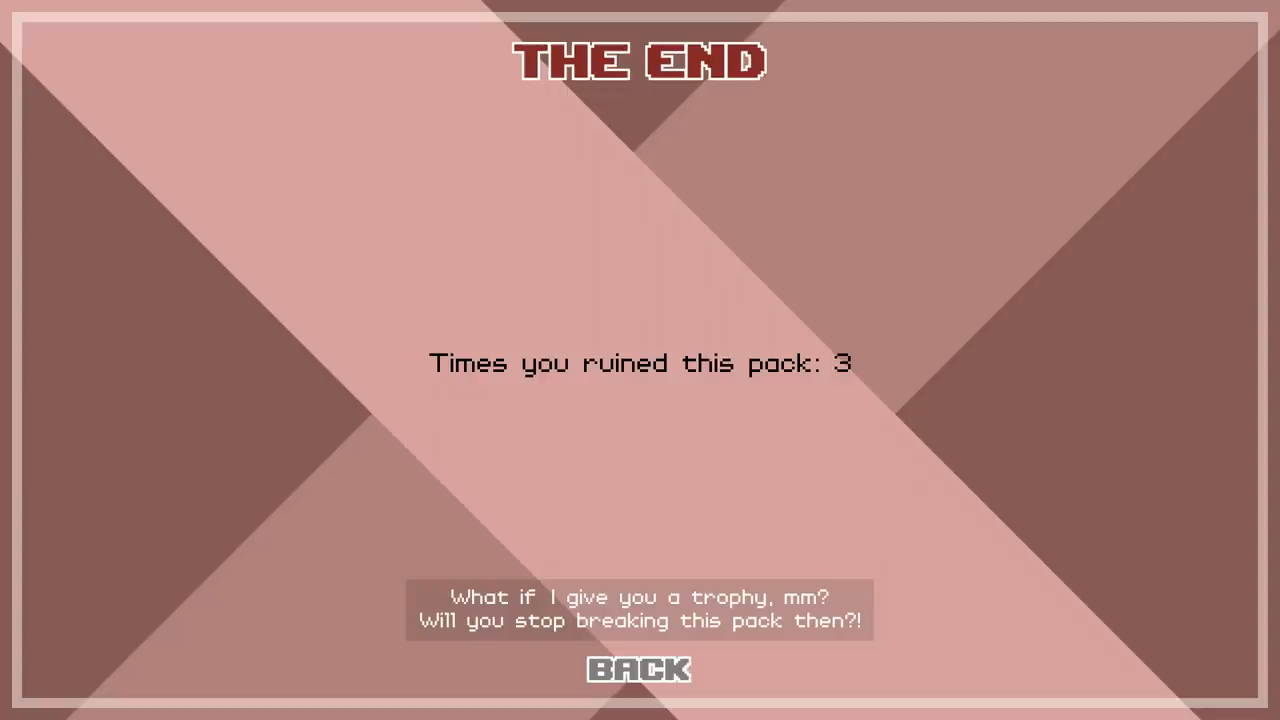 THE END
Times you ruined this pack: 3
What if I give you a trophy, mm?
Will you stop breaking this pack then?!
BACK